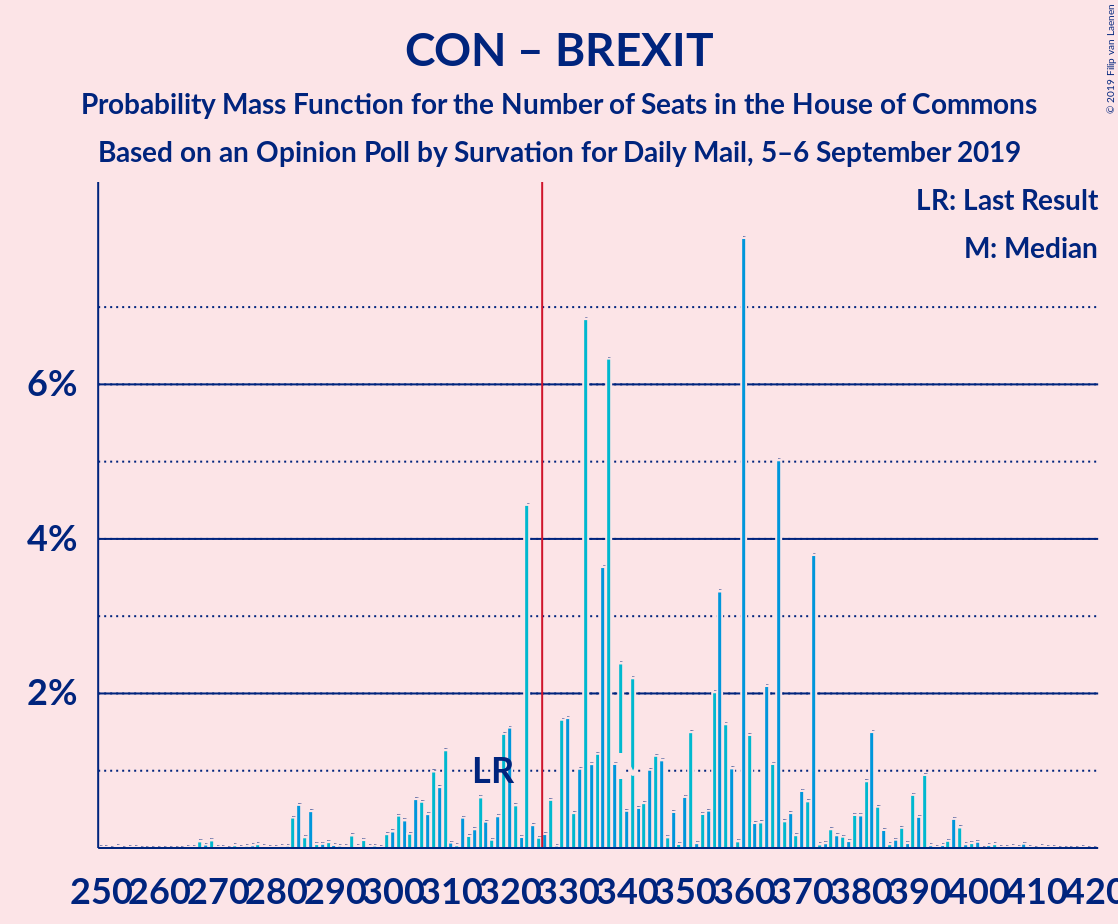 CON – BREXIT
Probability Mass Function for the Number of Seats in the House of Commons
Based on an Opinion Poll by Survation for Daily Mail, 5–6 September 2019
© 2019 Filip van Laenen
LR: Last Result
M: Median
6%
4%
2%
LR
250 260 270 280 290 300 310 320 330 340 350 360 370 380 390 400 410 420